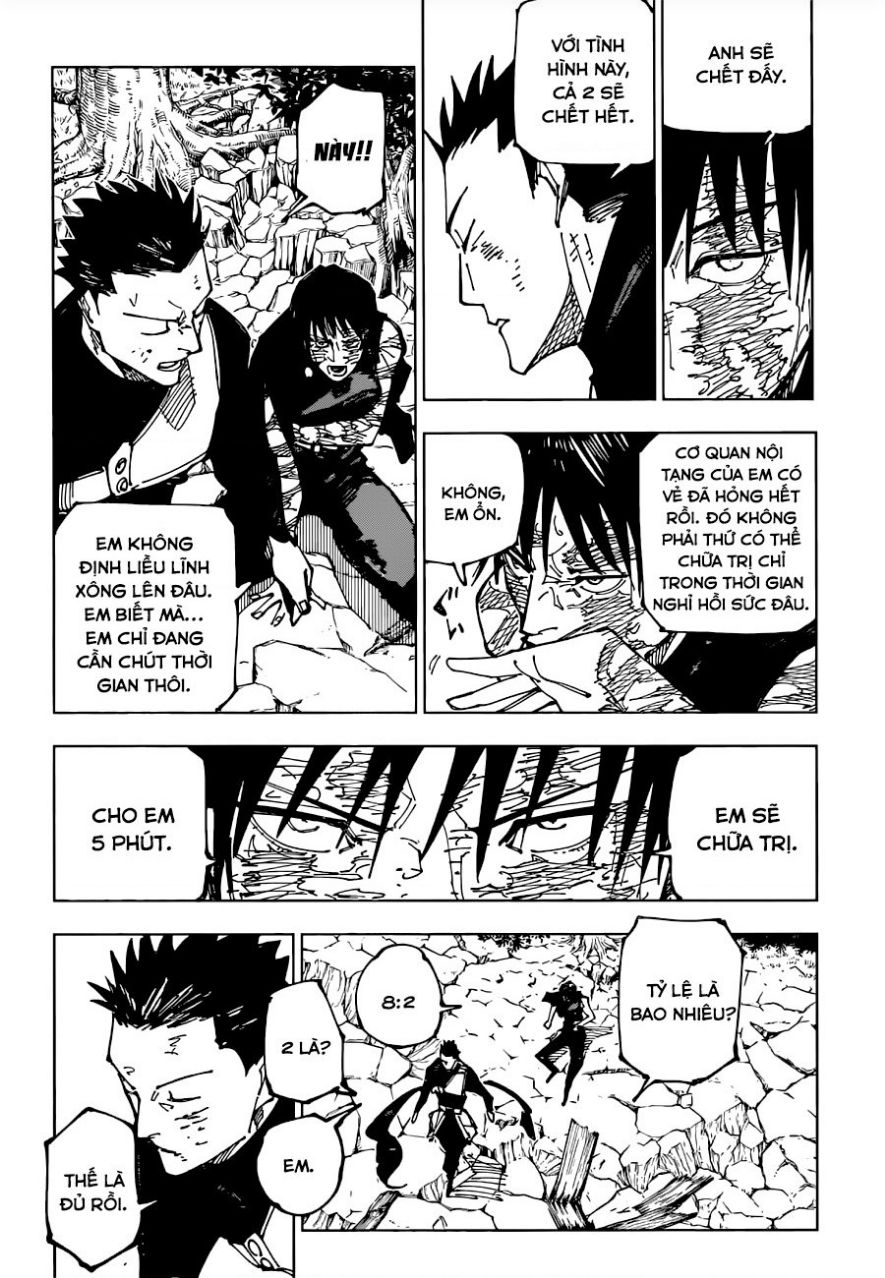 ANH SẼ
CHẾT ĐẤY.
VỚI TÌNH
HÌNH NÀY,
CẢ 2 SẼ
CHẾT HẾT.
NÀY!!
EM KHÔNG
ĐỊNH LIỀU LĨNH
XÔNG LÊN ĐÂU.
EM BIẾT MÀ...
EM CHỈ ĐANG
CẦN CHÚT THỜI
GIAN THÔI.
CƠ QUAN NỘI
TẠNG CỦA EM CÓ
VẺ ĐÃ HỎNG HẾT
RỒI. ĐÓ KHÔNG
PHẢI THỨ CÓ THỂ
CHỮA TRỊ CHỈ
TRONG THỜI GIAN
NGHỈ HỒI SỨC ĐÂU.
KHÔNG,
EM ỔN.
EM SẼ
CHỮA TRỊ.
CHO EM
5 PHÚT.
TỶ LỆ LÀ
BAO NHIÊU?
8:2
2 LÀ?
EM.
THẾ LÀ
ĐỦ RỒI.